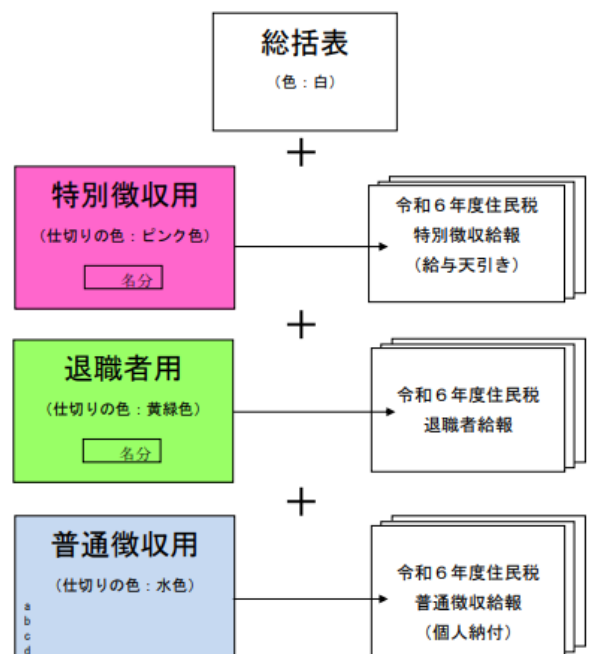 総括表
（色：白）
＋
特別徴収用
（仕切りの色：ピンク色）
名分
令和６年度住民税
特別徴収給報
（給与天引き）
＋
退職者用
（仕切りの色：黄緑色）
名分
令和６年度住民税
退職者給報
＋
普通徴収用
（仕切りの色：水色）
a
b
c
d
令和６年度住民税
普通徴収給報
（個人納付）